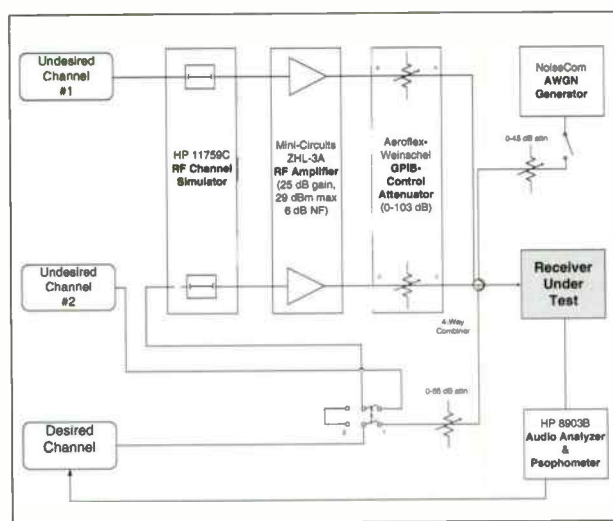 Undesired
Channel
#1
HP 11759C
RF Channel
Simulator
Mini-Circuits
ZHL-3A
RF Amplifier
(25 dB gain,
29 dBm max
6 dB NF)
Aeroflex-
Weinschel
GPIB-
Control
Attenuator
(0-103 dB)
NoiseCom
AWGN
Generator
0-45 dB attn
Undesired
Channel
#2
Receiver
Under
Test
4-Way
Combiner
Desired
Channel
0-65 dB attn
HP 8903B
Audio Analyzer
&
Psophometer